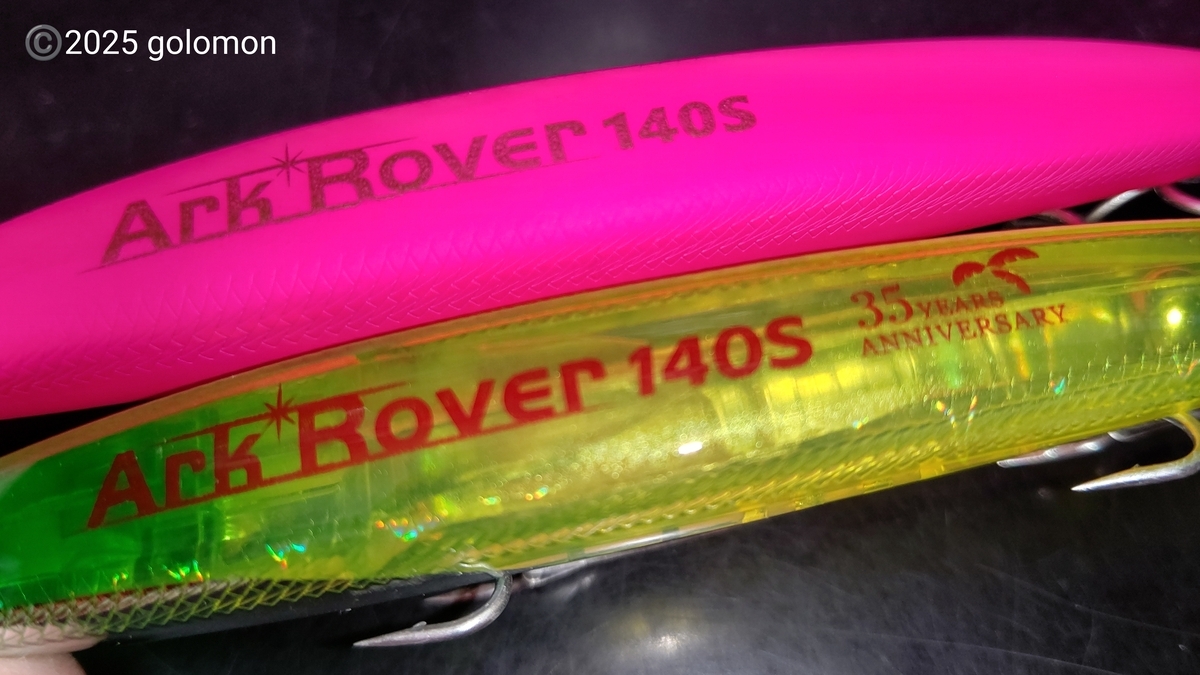 ©2025 golomon
Ark Rover 140S
Ark Rover 140S
35 YEARS
ANNIVERSARY